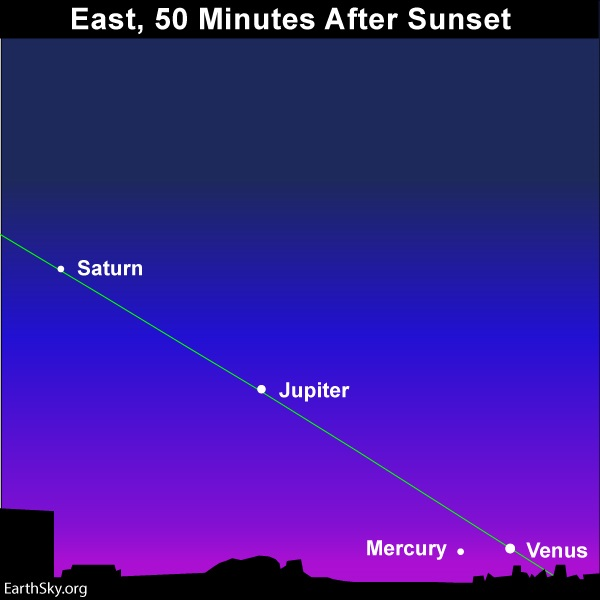 East, 50 Minutes After Sunset
Saturn
Jupiter
Mercury
Venus
EarthSky.org